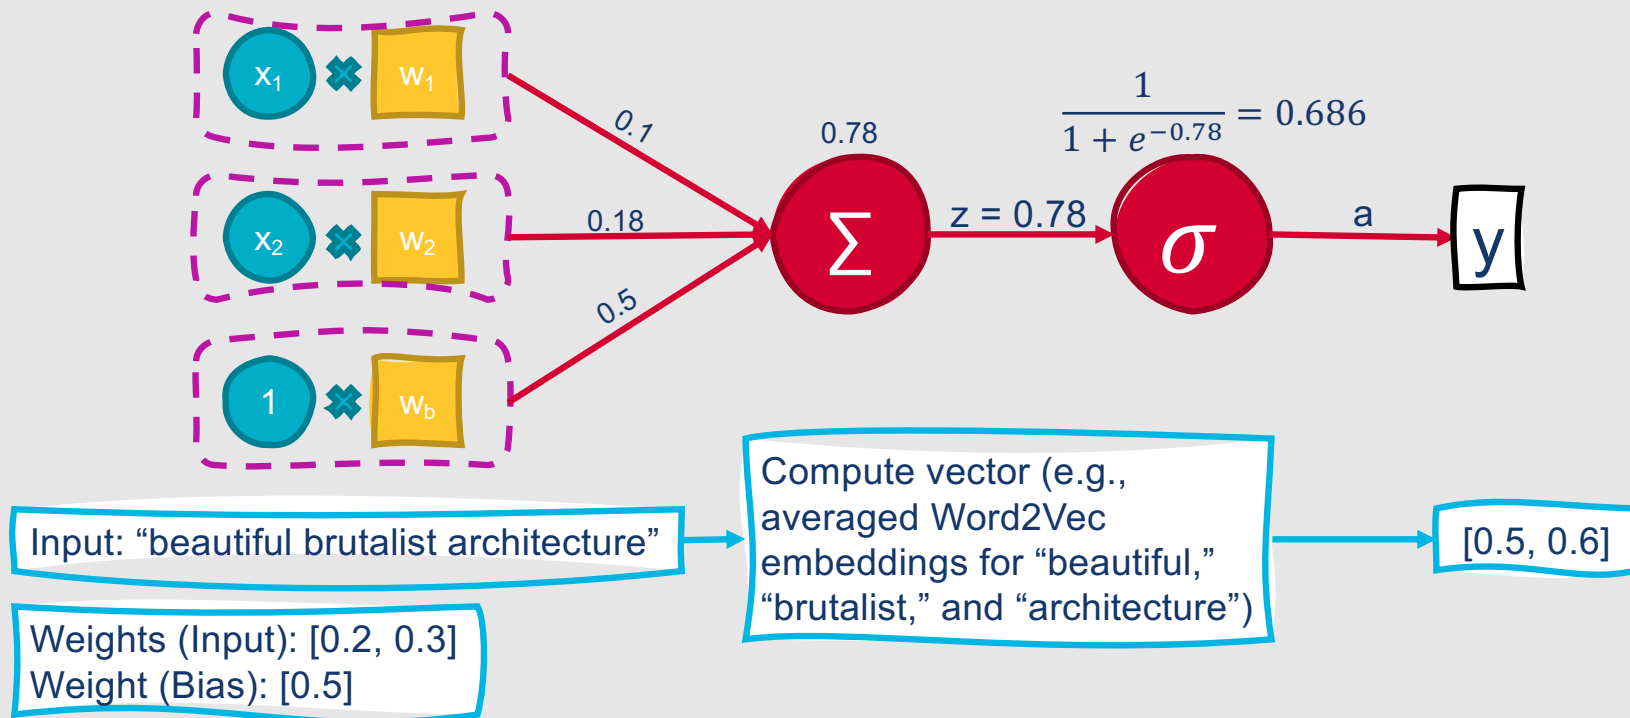 x₁ × w₁
0.1
x₂ × w₂
0.18
1 × w_b
0.5
0.78
∑
z = 0.78
1 / (1 + e^−0.78) = 0.686
σ
a
y
Input: “beautiful brutalist architecture”
Compute vector (e.g.,
averaged Word2Vec
embeddings for “beautiful,”
“brutalist,” and “architecture”)
[0.5, 0.6]
Weights (Input): [0.2, 0.3]
Weight (Bias): [0.5]